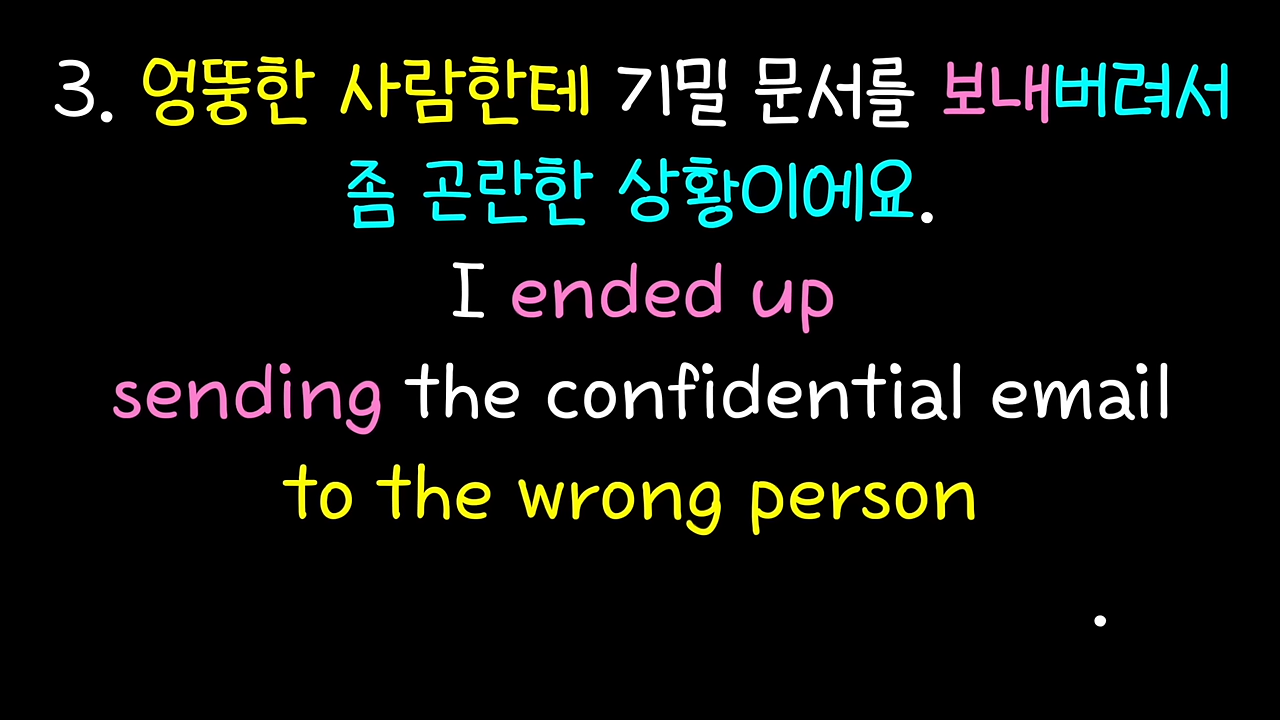 3. 엉뚱한 사람한테 기밀 문서를 보내버려서
좀 곤란한 상황이에요.
I ended up
sending the confidential email
to the wrong person
.